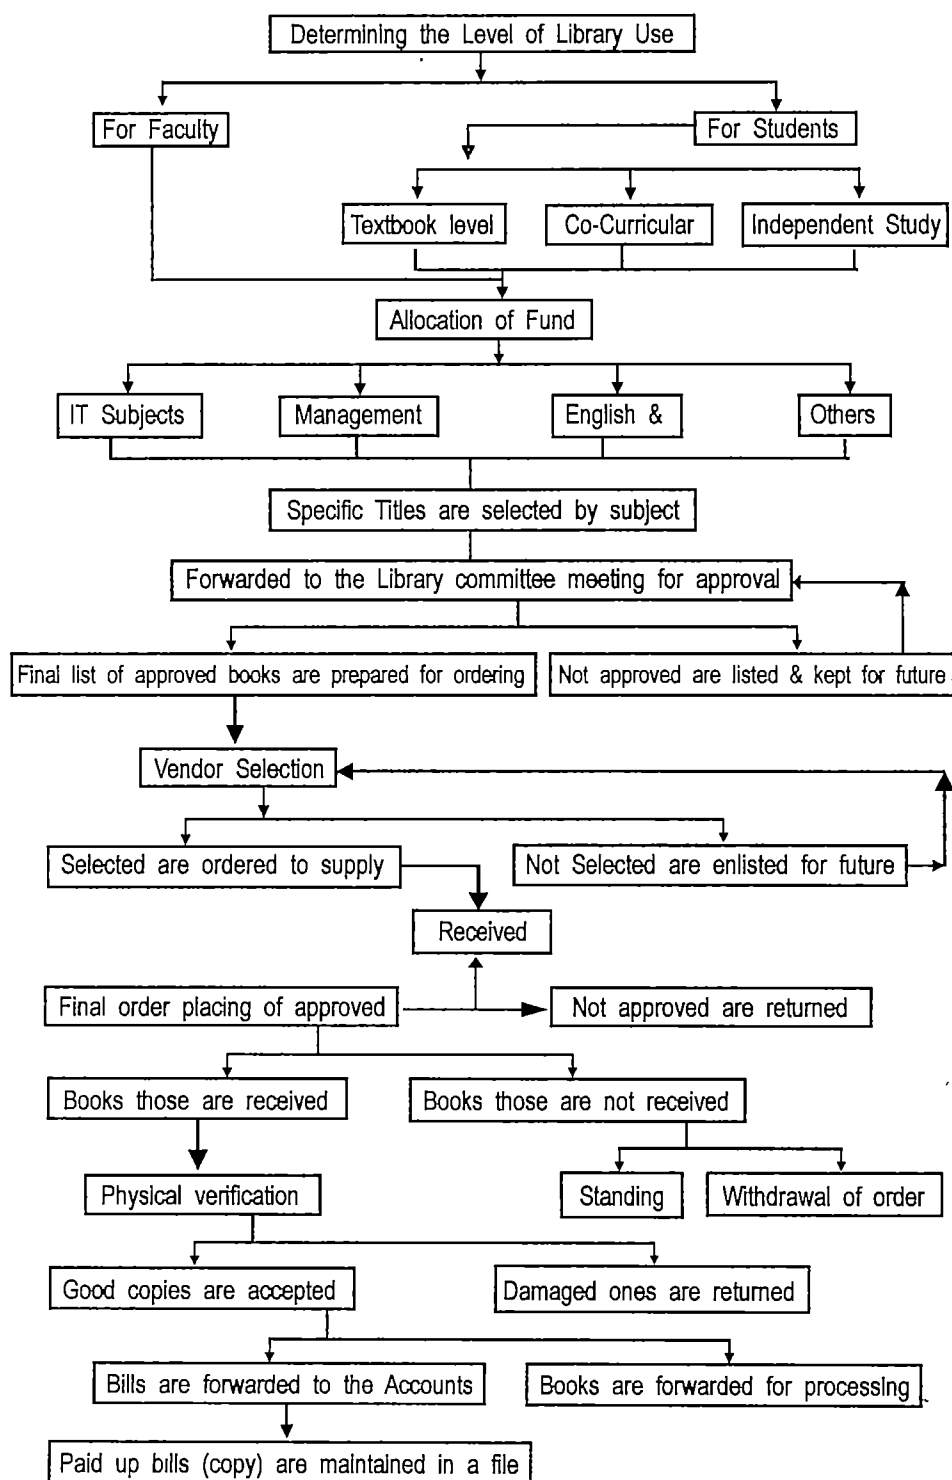 Determining the Level of Library Use
For Faculty
For Students
Textbook level
Co-Curricular
Independent Study
Allocation of Fund
IT Subjects
Management
English &
Others
Specific Titles are selected by subject
Forwarded to the Library committee meeting for approval
Final list of approved books are prepared for ordering
Not approved are listed & kept for future
Vendor Selection
Selected are ordered to supply
Not Selected are enlisted for future
Received
Final order placing of approved
Not approved are returned
Books those are received
Books those are not received
Physical verification
Standing
Withdrawal of order
Good copies are accepted
Damaged ones are returned
Bills are forwarded to the Accounts
Books are forwarded for processing
Paid up bills (copy) are maintained in a file